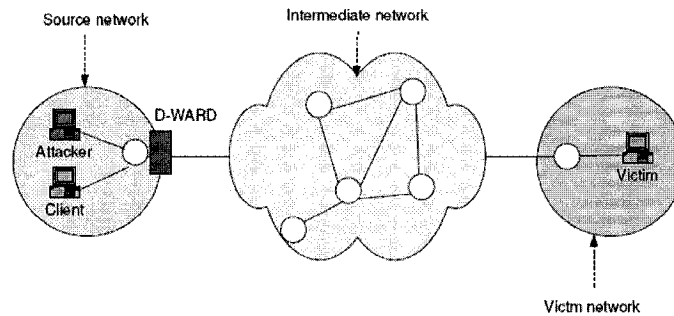 Source network
Intermediate network
D-WARD
Attacker
Client
Victim
Victm network